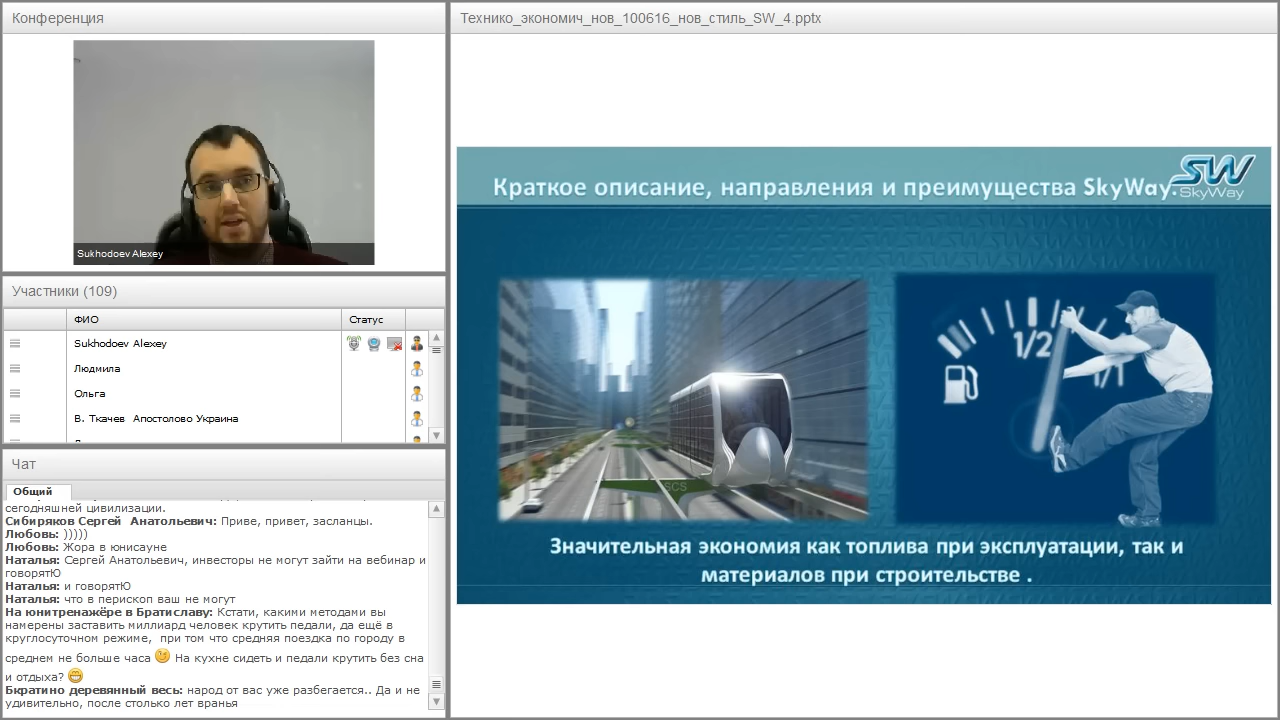 Конференция
Sukhodoev Alexey
Участники (109)
ФИО
Статус
Sukhodoev Alexey
Людмила
Ольга
В. Ткачев Апостолово Украина
Чат
Общий
сегодняшней цивилизации.
Сибиряков Сергей Анатольевич: Приве, привет, засланцы.
Любовь: )))))
Любовь: Жора в юнисауне
Наталья: Сергей Анатольевич, инвесторы не могут зайти на вебинар и
говорятЮ
Наталья: и говорятЮ
Наталья: что в перископ ваш не могут
На юнитренажёре в Братиславу: Кстати, какими методами вы
намерены заставить миллиард человек крутить педали, да ещё в
круглосуточном режиме, при том что средняя поездка по городу в
среднем не больше часа На кухне сидеть и педали крутить без сна
и отдыха?
Бкратино деревянный весь: народ от вас уже разбегается.. Да и не
удивительно, после столько лет вранья
Технико_экономич_нов_100616_нов_стиль_SW_4.pptx
Краткое описание, направления и преимущества SkyWay.
SW
SkyWay
SCS
1/2
1/1
Значительная экономия как топлива при эксплуатации, так и
материалов при строительстве .